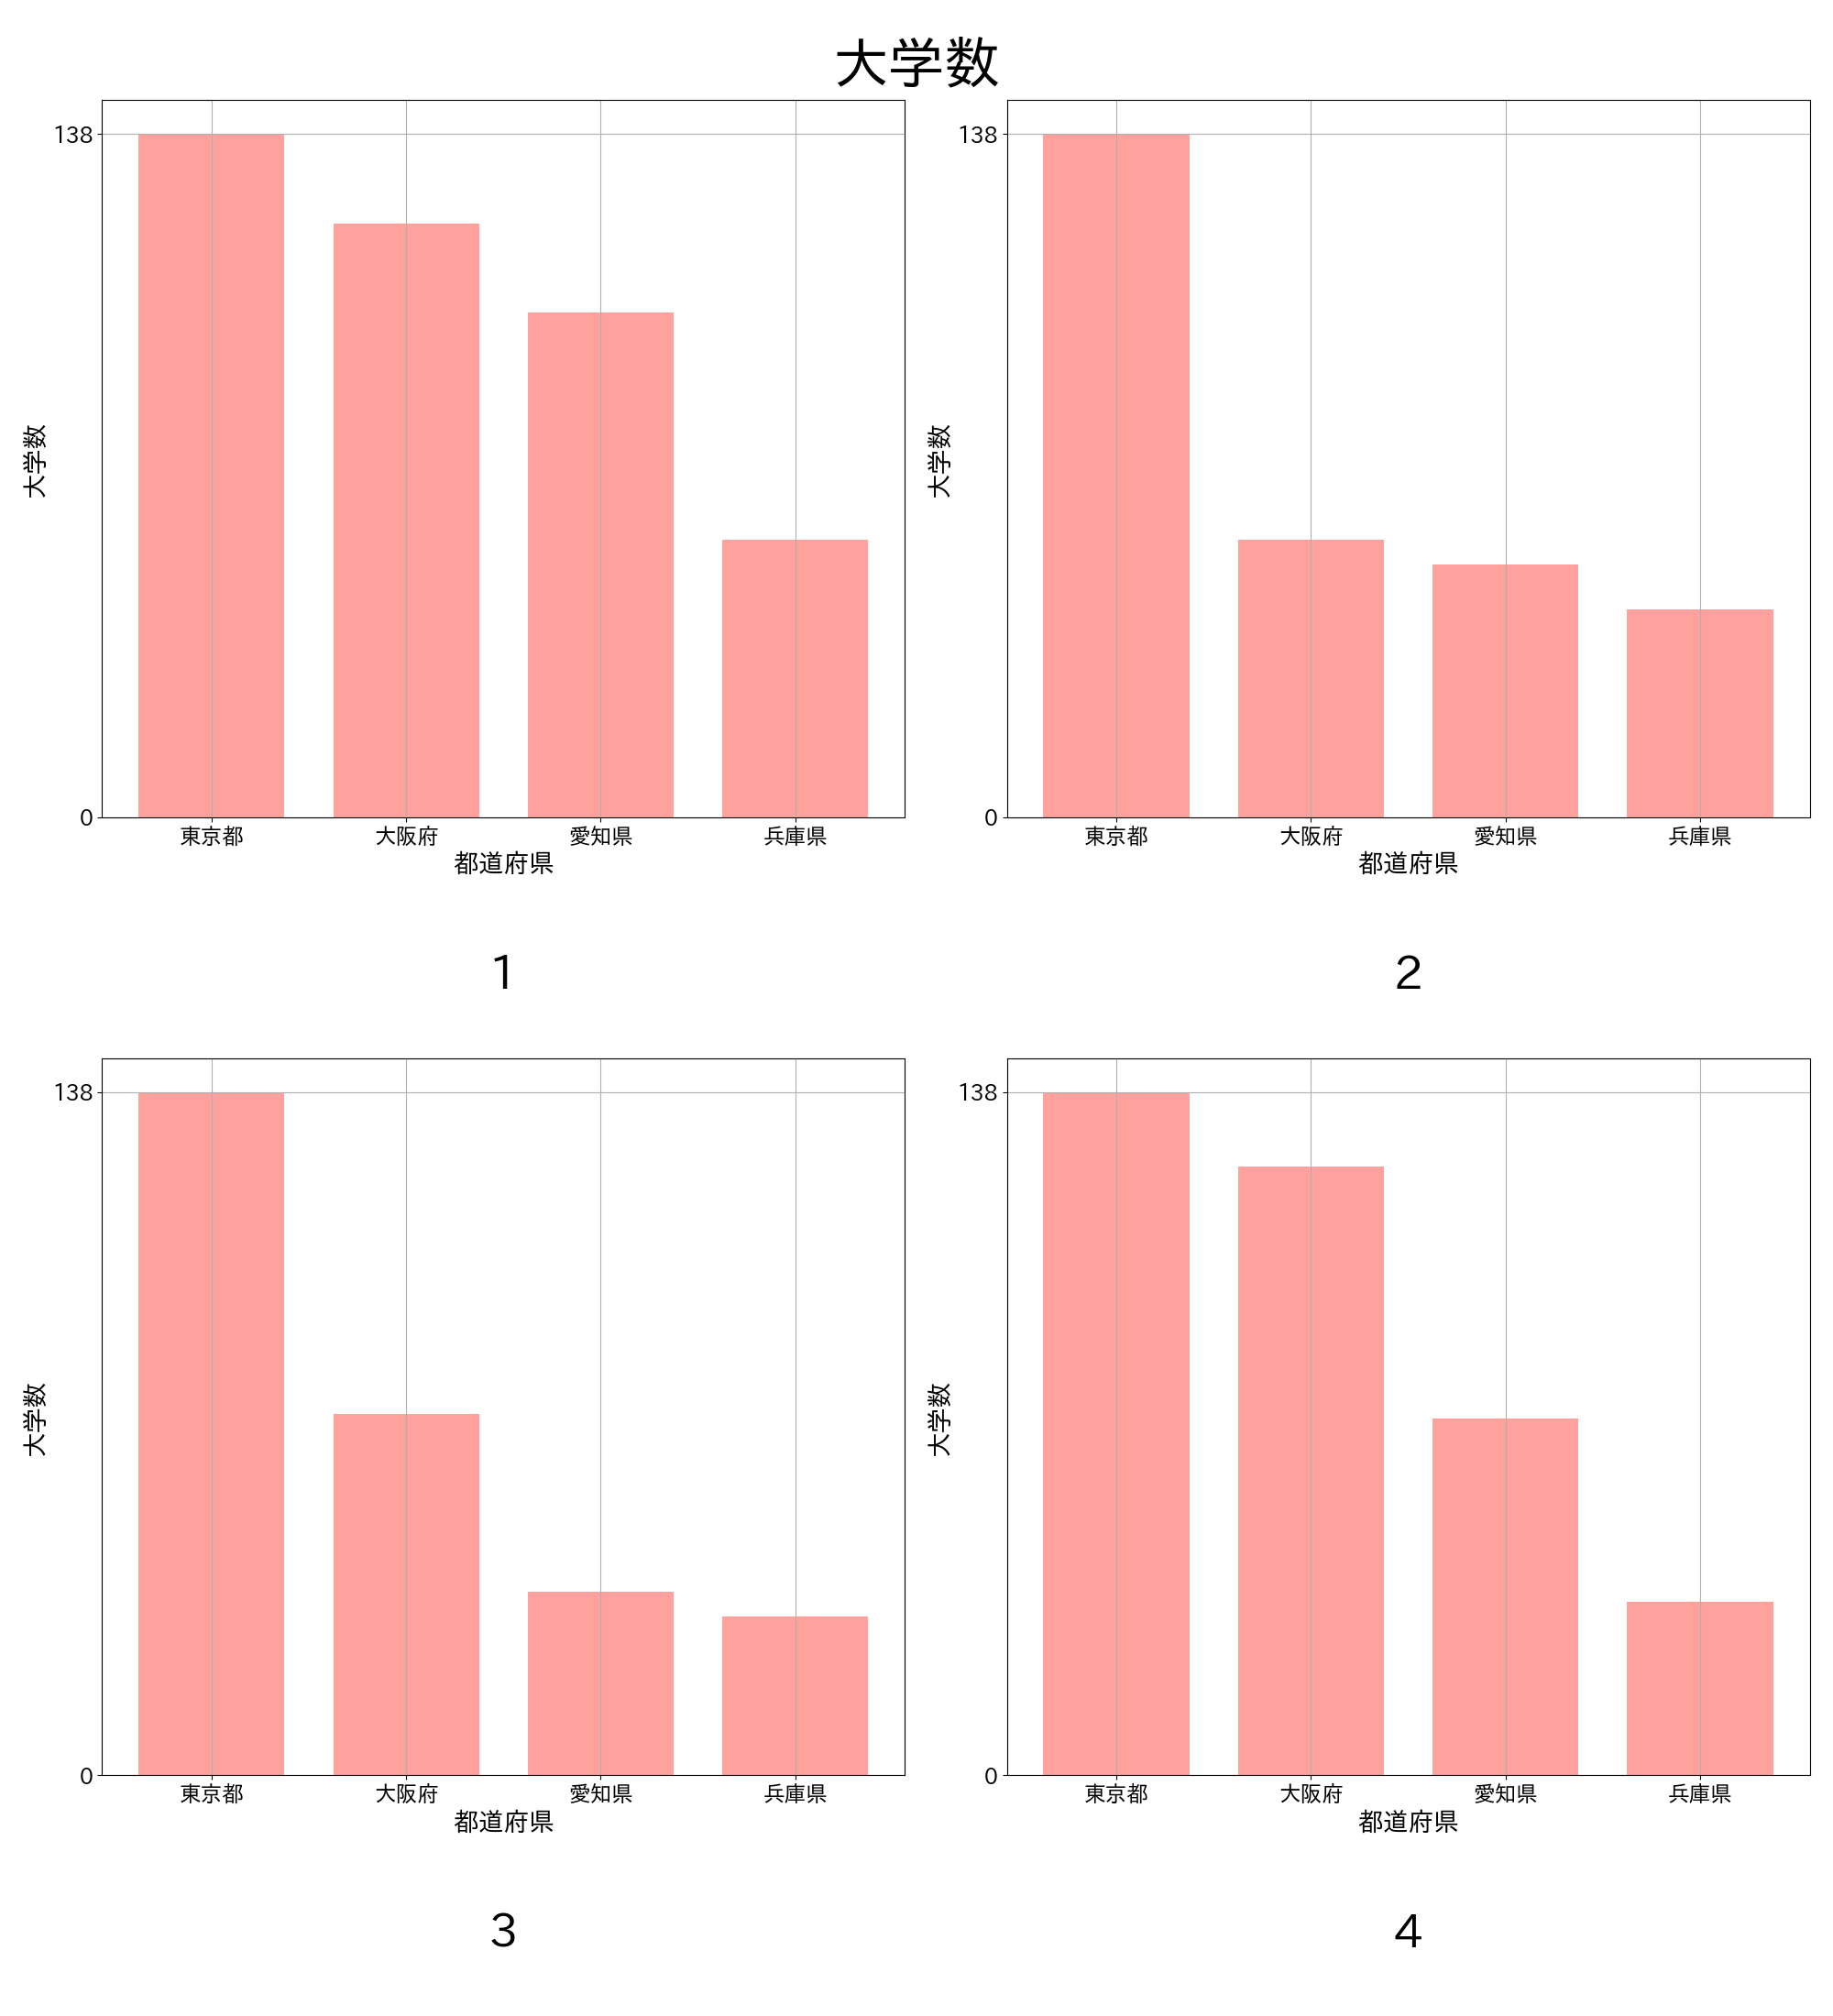 大学数
138
0
大学数
東京都 大阪府 愛知県 兵庫県
都道府県
1
138
0
大学数
東京都 大阪府 愛知県 兵庫県
都道府県
2
138
0
大学数
東京都 大阪府 愛知県 兵庫県
都道府県
3
138
0
大学数
東京都 大阪府 愛知県 兵庫県
都道府県
4